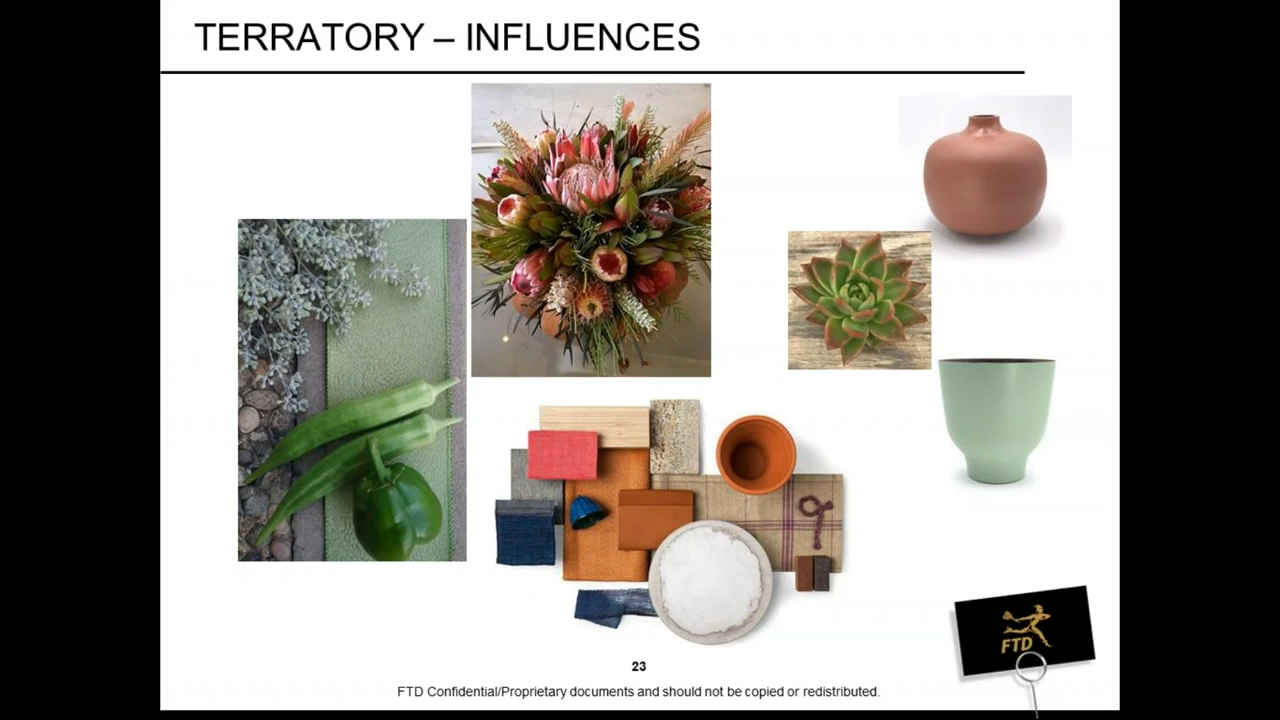 TERRATORY – INFLUENCES
FTD
23
FTD Confidential/Proprietary documents and should not be copied or redistributed.